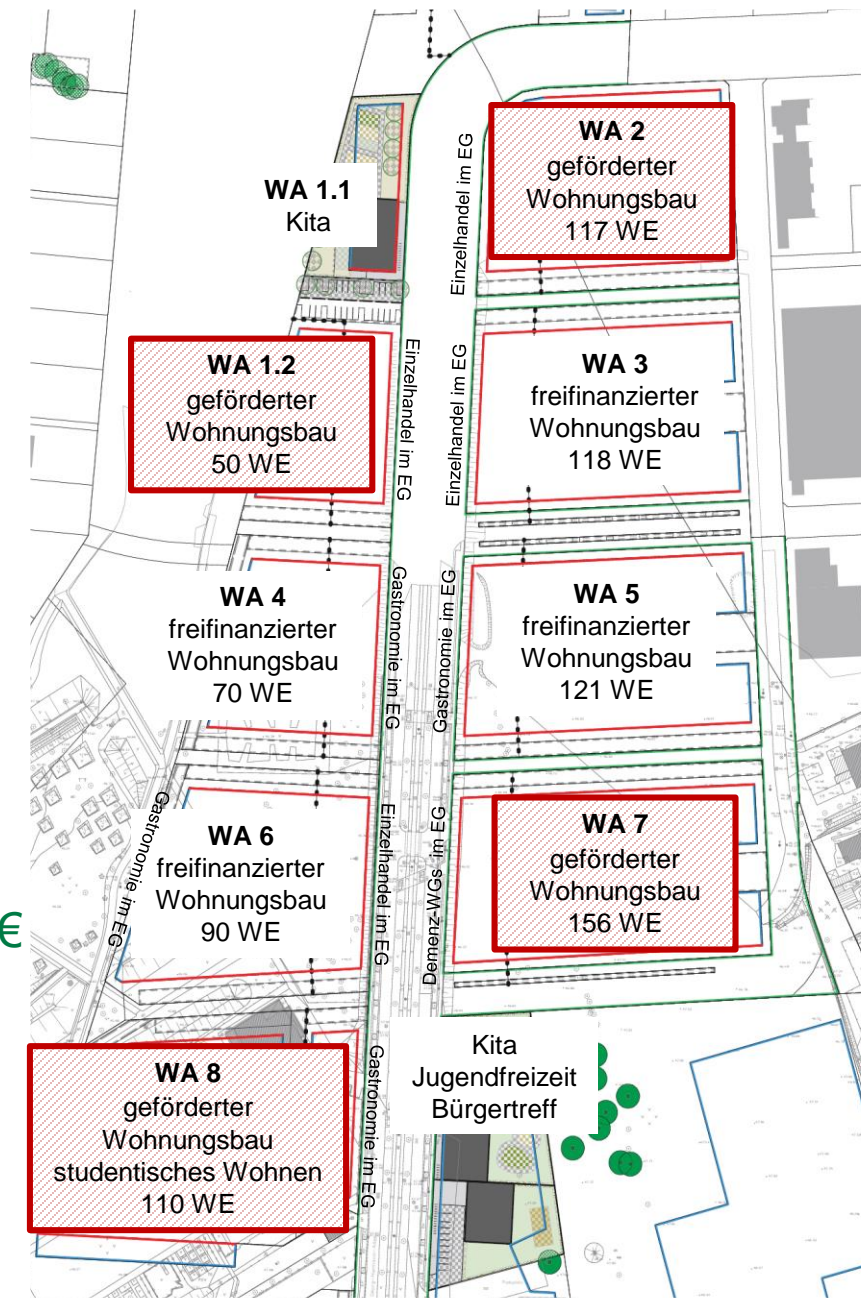 WA 1.1
Kita
WA 2
geförderter
Wohnungsbau
117 WE
Einzelhandel im EG
WA 1.2
geförderter
Wohnungsbau
50 WE
Einzelhandel im EG
Einzelhandel im EG
WA 3
freifinanzierter
Wohnungsbau
118 WE
WA 4
freifinanzierter
Wohnungsbau
70 WE
Gastronomie im EG
Gastronomie im EG
WA 5
freifinanzierter
Wohnungsbau
121 WE
Gastronomie im EG
WA 6
freifinanzierter
Wohnungsbau
90 WE
Einzelhandel im EG
Demenz-WGs im EG
WA 7
geförderter
Wohnungsbau
156 WE
€
WA 8
geförderter
Wohnungsbau
studentisches Wohnen
110 WE
Gastronomie im EG
Kita
Jugendfreizeit
Bürgertreff